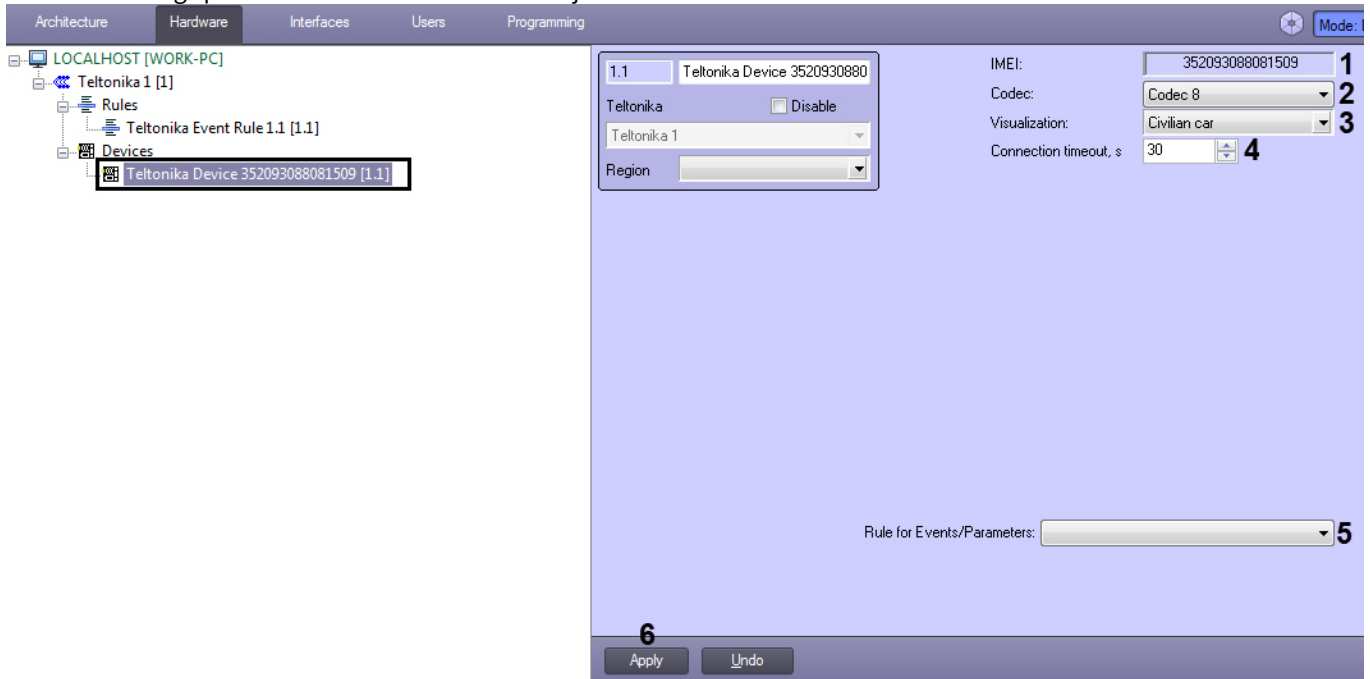 Architecture Hardware Interfaces Users Programming Mode:
LOCALHOST [WORK-PC]
Teltonika 1 [1]
Rules
Teltonika Event Rule 1.1 [1.1]
Devices
Teltonika Device 352093088081509 [1.1]
1.1 Teltonika Device 3520930880
Teltonika Disable
Teltonika 1
Region
IMEI: 352093088081509 1
Codec: Codec 8 2
Visualization: Civilian car 3
Connection timeout, s 30 4
Rule for Events/Parameters: 5
6
Apply Undo